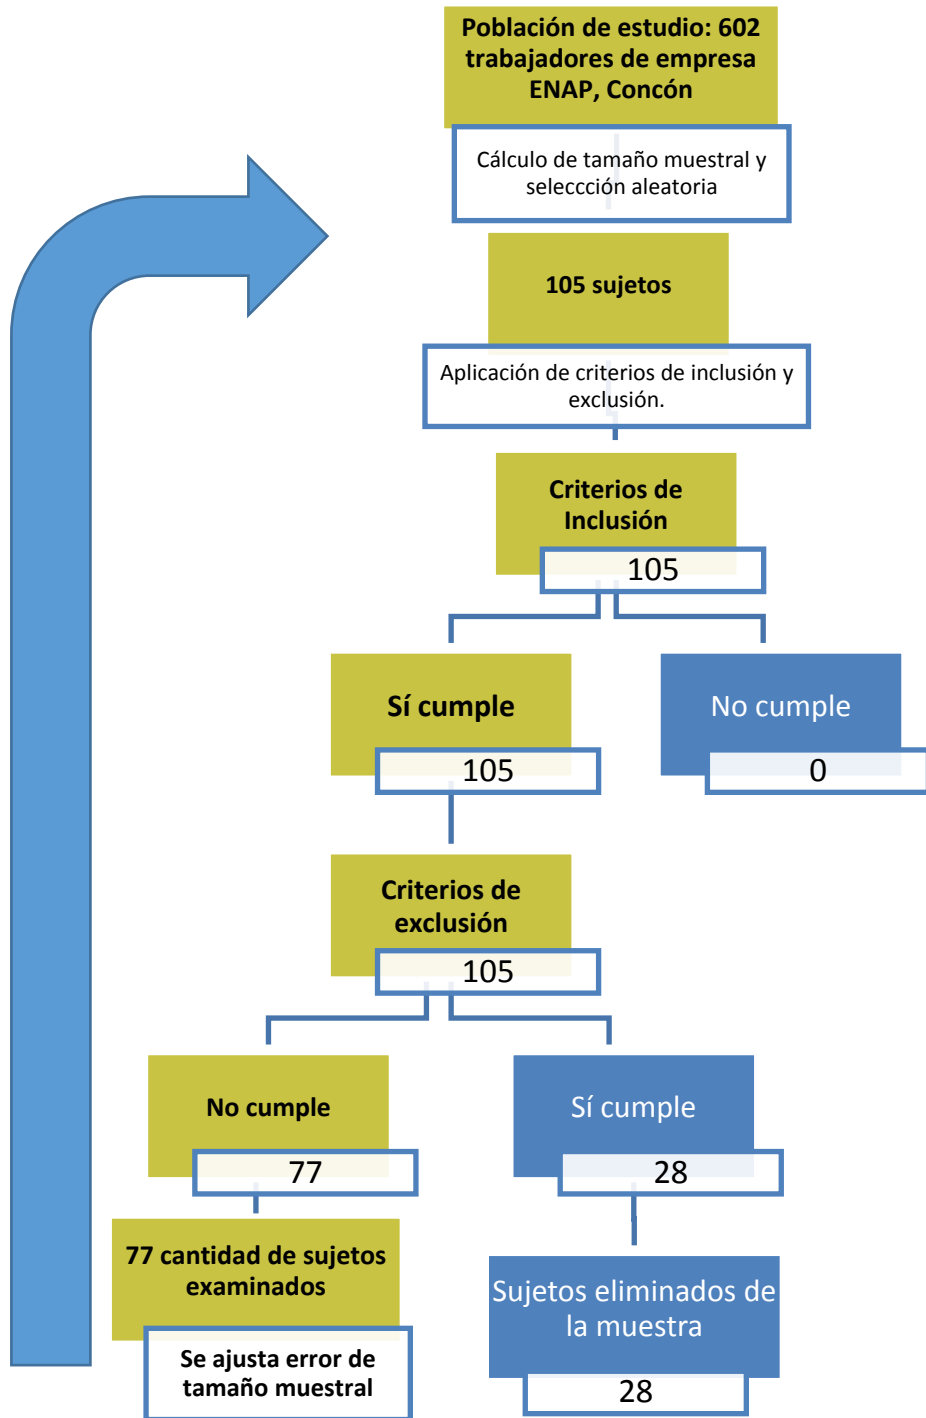 Población de estudio: 602
trabajadores de empresa
ENAP, Concón
Cálculo de tamaño muestral y
seleccción aleatoria
105 sujetos
Aplicación de criterios de inclusión y
exclusión.
Criterios de
Inclusión
105
Sí cumple
105
No cumple
0
Criterios de
exclusión
105
No cumple
77
Sí cumple
28
77 cantidad de sujetos
examinados
Se ajusta error de
tamaño muestral
Sujetos eliminados de
la muestra
28